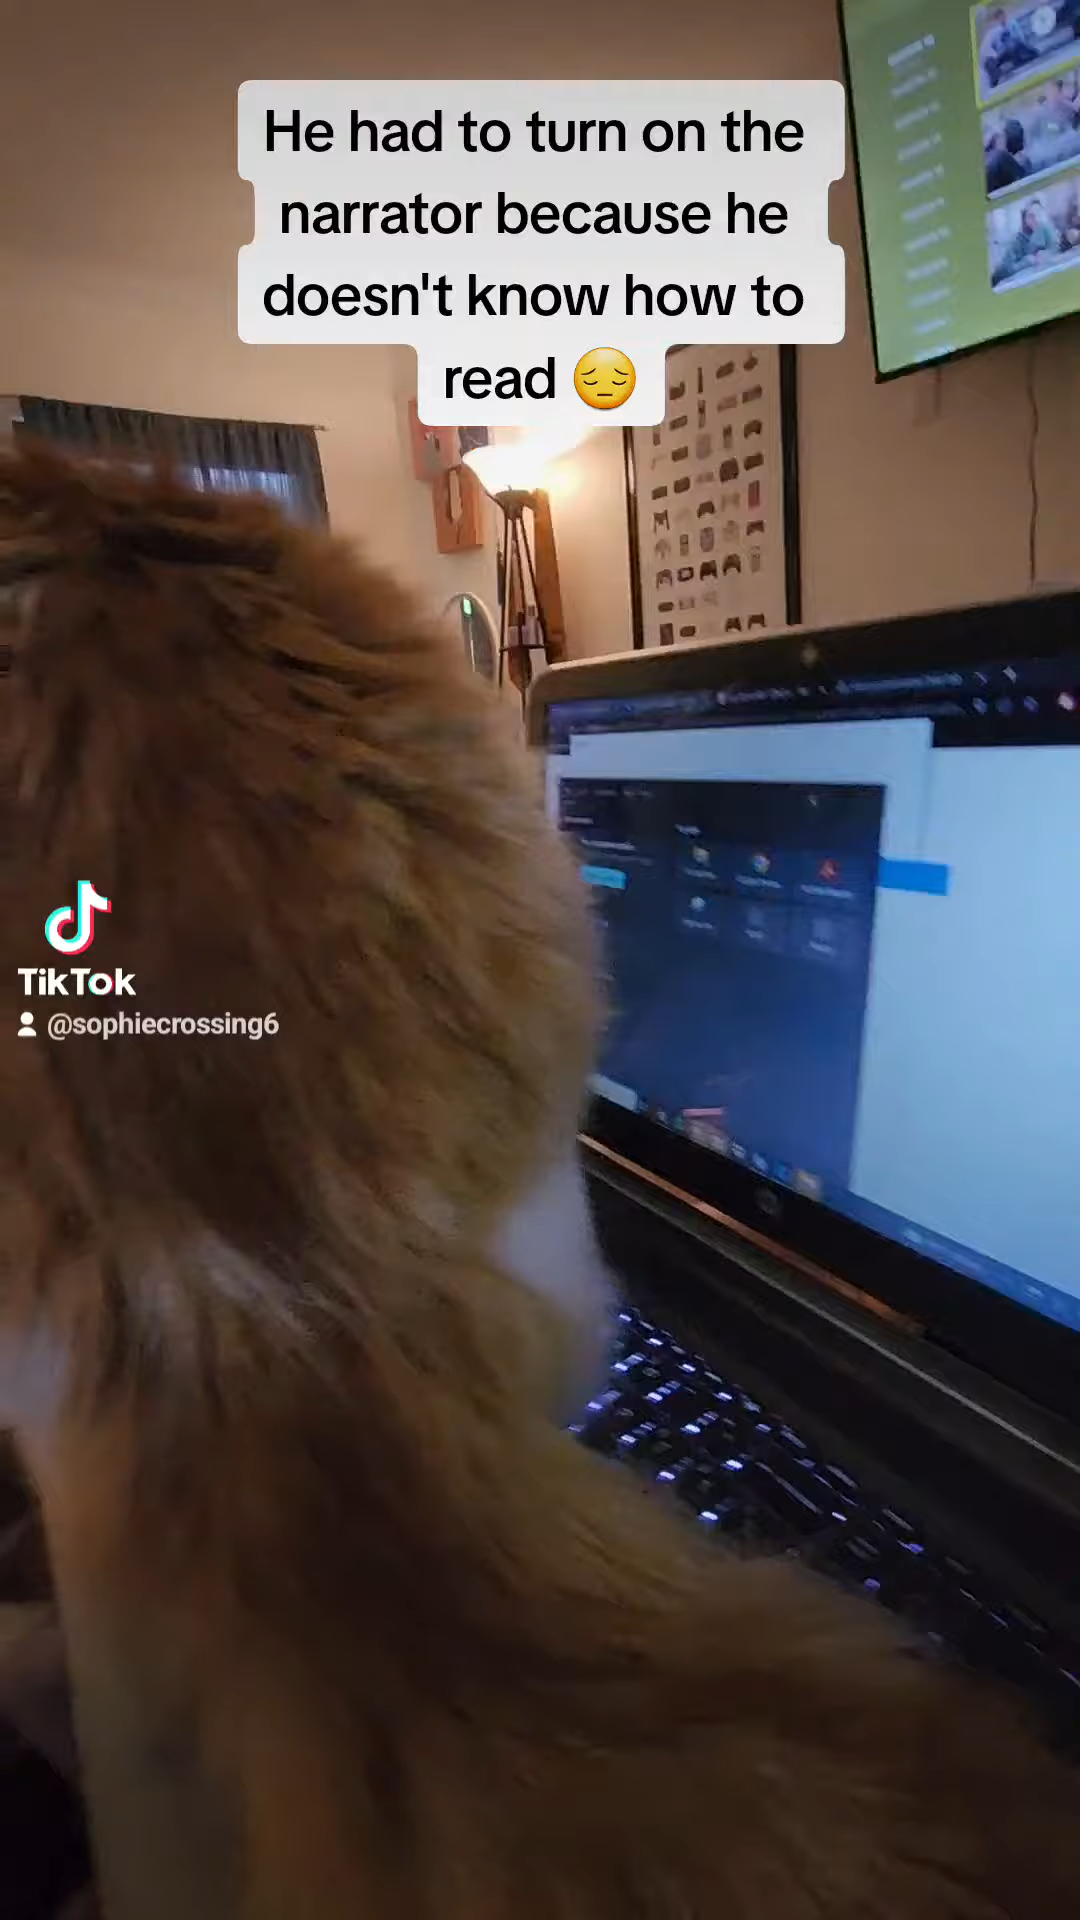 He had to turn on the
narrator because he
doesn't know how to
read 😔
TikTok
@sophiecrossing6